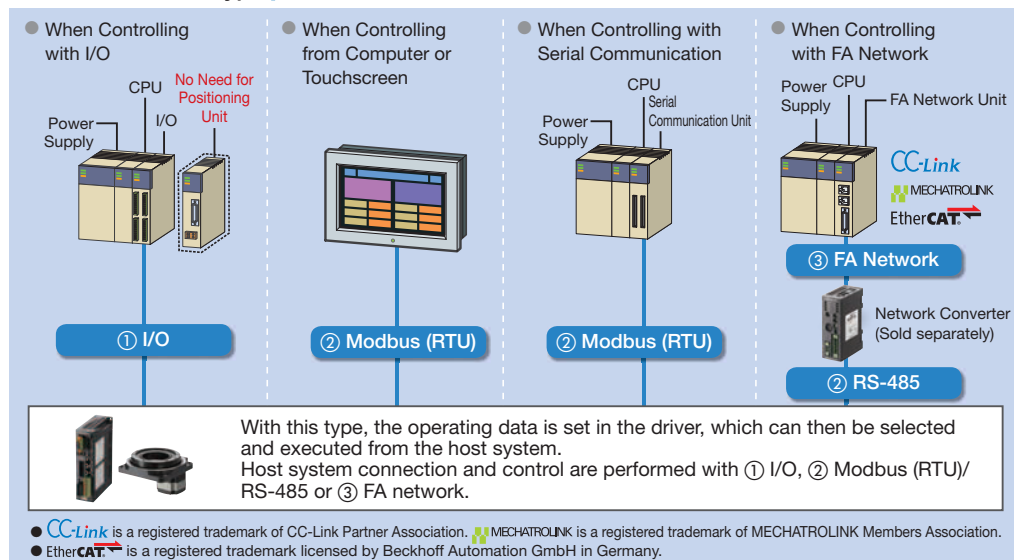 ● When Controlling
with I/O
CPU
No Need for
Positioning
Unit
I/O
Power
Supply
● When Controlling
from Computer or
Touchscreen
● When Controlling with
Serial Communication
CPU
Serial
Communication Unit
Power
Supply
● When Controlling
with FA Network
Power
Supply
CPU
FA Network Unit
CC-Link
MECHATROLINK
EtherCAT®
③ FA Network
Network Converter
(Sold separately)
① I/O
② Modbus (RTU)
② Modbus (RTU)
② RS-485
With this type, the operating data is set in the driver, which can then be selected
and executed from the host system.
Host system connection and control are performed with ① I/O, ② Modbus (RTU)/
RS-485 or ③ FA network.
● CC-Link is a registered trademark of CC-Link Partner Association. MECHATROLINK is a registered trademark of MECHATROLINK Members Association.
● EtherCAT® is a registered trademark licensed by Beckhoff Automation GmbH in Germany.